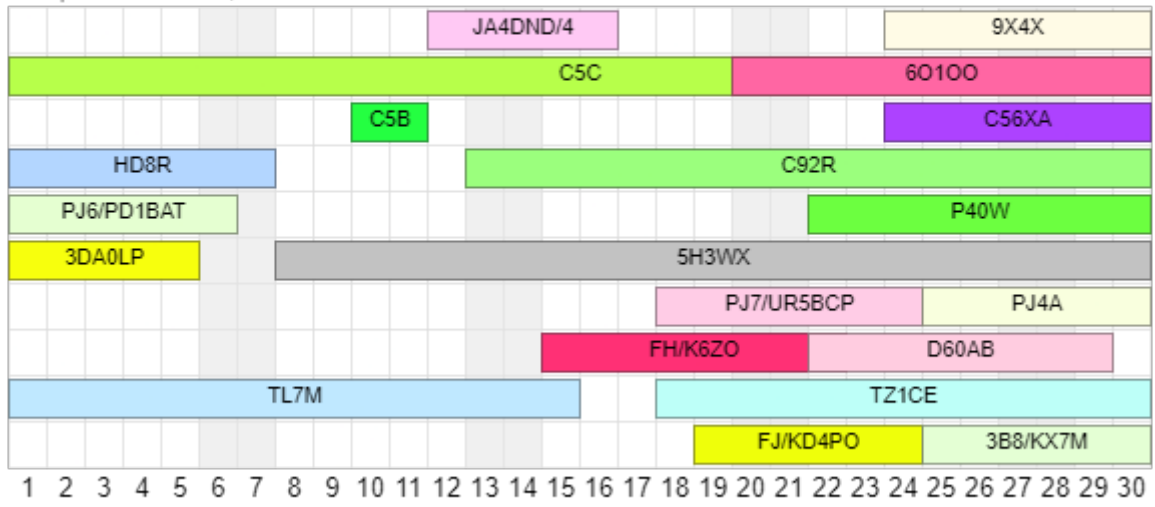 JA4DND/4 9X4X
C5C 6O1OO
C5B C56XA
HD8R C92R
PJ6/PD1BAT P40W
3DA0LP 5H3WX
PJ7/UR5BCP PJ4A
FH/K6ZO D60AB
TL7M TZ1CE
FJ/KD4PO 3B8/KX7M
1 2 3 4 5 6 7 8 9 10 11 12 13 14 15 16 17 18 19 20 21 22 23 24 25 26 27 28 29 30